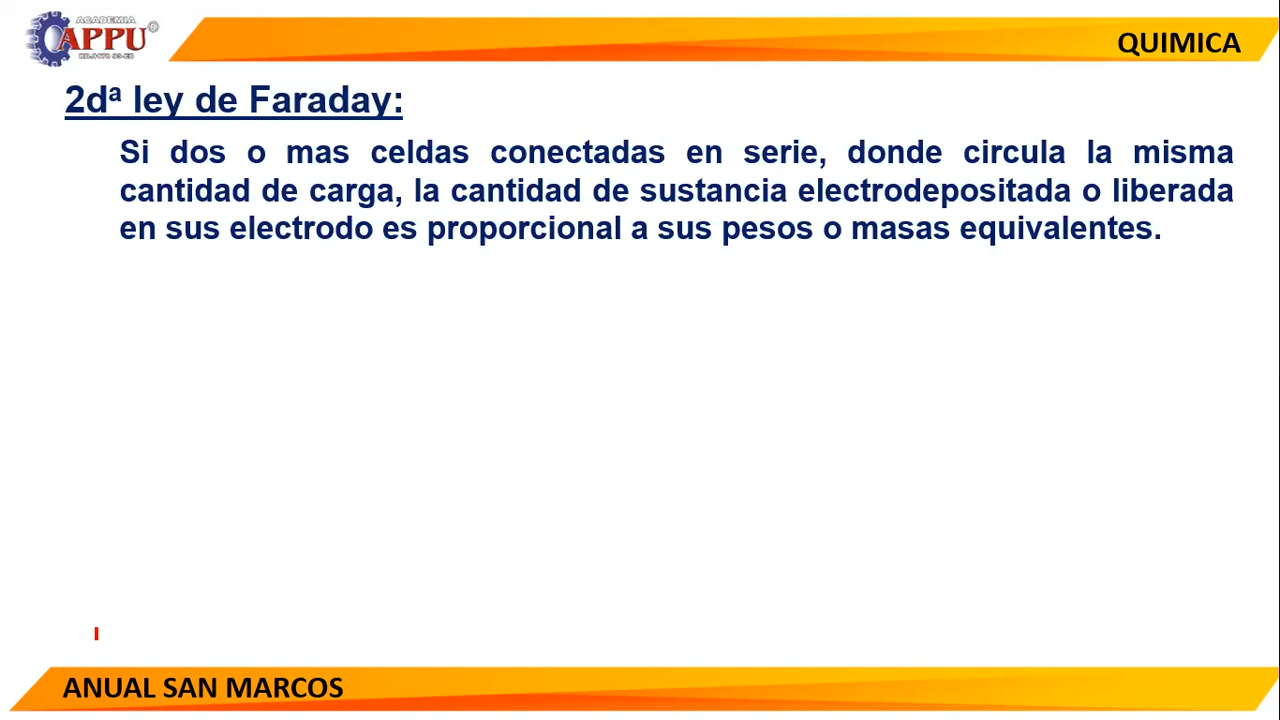 ACADEMIA
APPU®
QUIMICA
2dª ley de Faraday:
Si dos o mas celdas conectadas en serie, donde circula la misma
cantidad de carga, la cantidad de sustancia electrodepositada o liberada
en sus electrodo es proporcional a sus pesos o masas equivalentes.
ANUAL SAN MARCOS